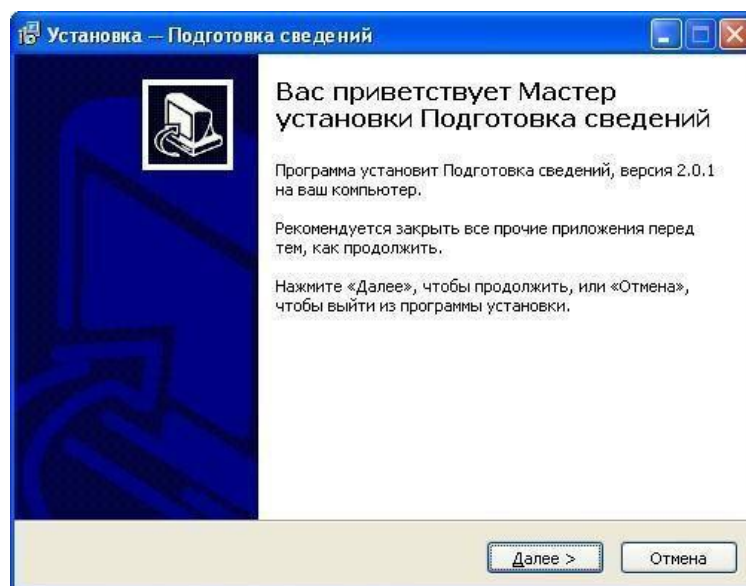 Установка — Подготовка сведений
Вас приветствует Мастер
установки Подготовка сведений
Программа установит Подготовка сведений, версия 2.0.1
на ваш компьютер.
Рекомендуется закрыть все прочие приложения перед
тем, как продолжить.
Нажмите «Далее», чтобы продолжить, или «Отмена»,
чтобы выйти из программы установки.
Далее >
Отмена